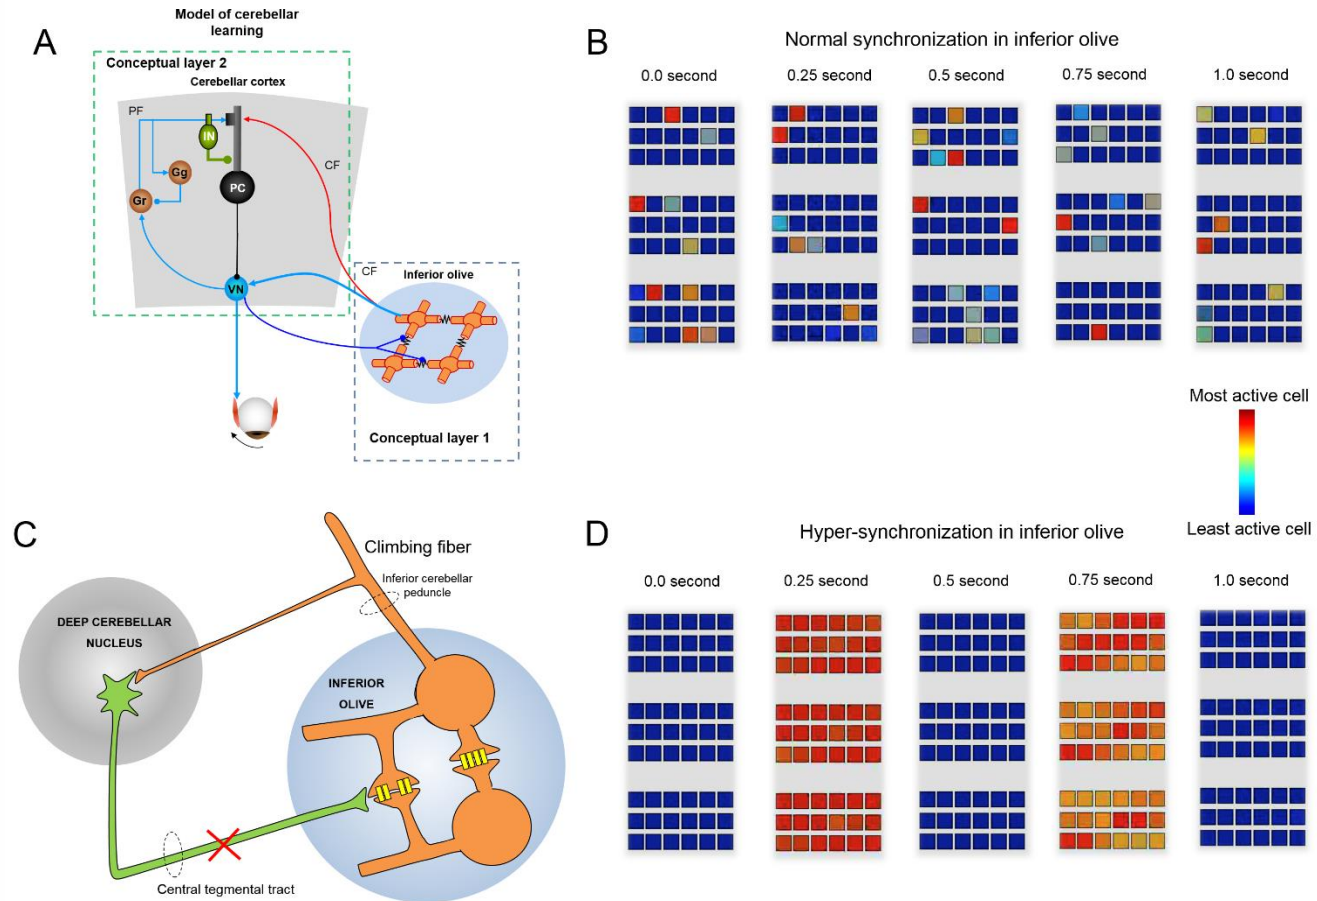 Model of cerebellar
learning
A
Conceptual layer 2
Cerebellar cortex
PF
IN
CF
Gg
PC
Gr
CF
Inferior olive
VN
Conceptual layer 1
B
Normal synchronization in inferior olive
0.0 second
0.25 second
0.5 second
0.75 second
1.0 second
Most active cell
Least active cell
C
Climbing fiber
Inferior cerebellar
peduncle
DEEP CEREBELLAR
NUCLEUS
INFERIOR
OLIVE
Central tegmental tract
D
Hyper-synchronization in inferior olive
0.0 second
0.25 second
0.5 second
0.75 second
1.0 second